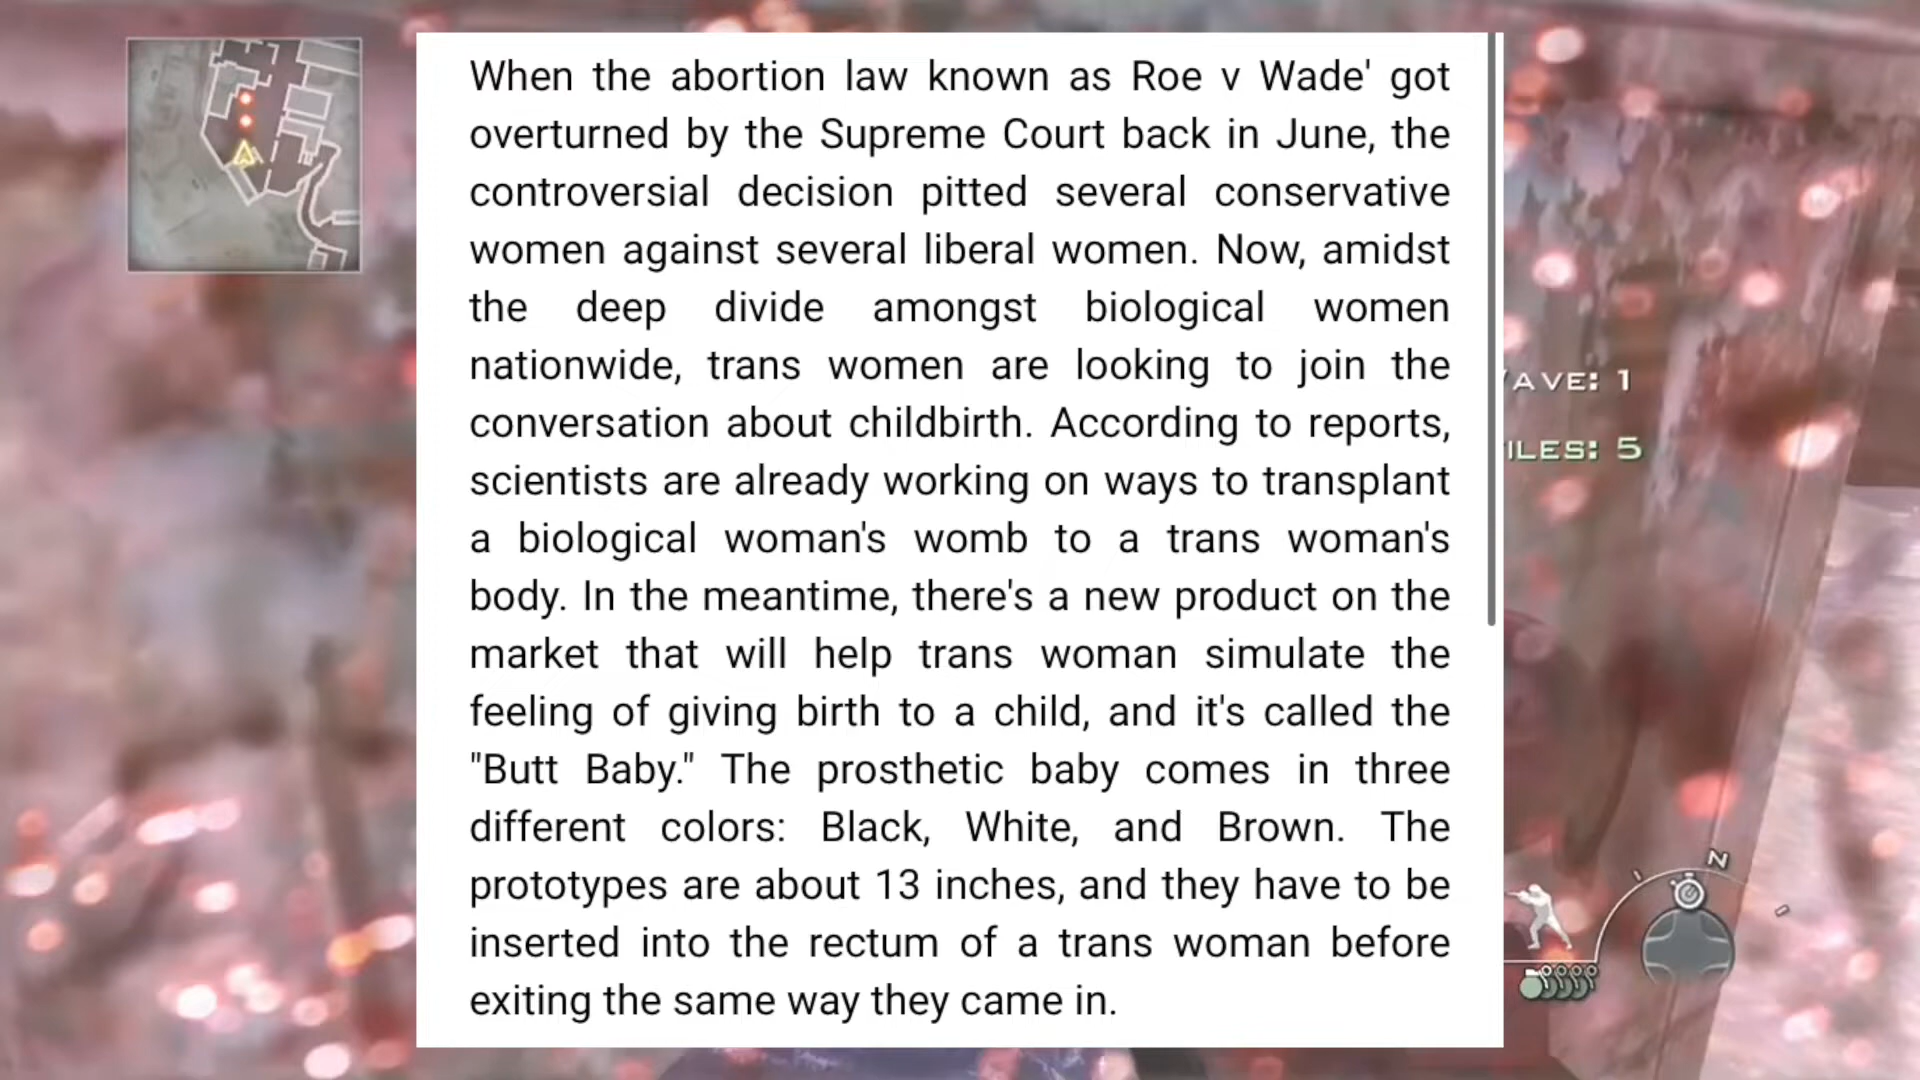 When the abortion law known as Roe v Wade' got
overturned by the Supreme Court back in June, the
controversial decision pitted several conservative
women against several liberal women. Now, amidst
the deep divide amongst biological women
nationwide, trans women are looking to join the
conversation about childbirth. According to reports,
scientists are already working on ways to transplant
a biological woman's womb to a trans woman's
body. In the meantime, there's a new product on the
market that will help trans woman simulate the
feeling of giving birth to a child, and it's called the
"Butt Baby." The prosthetic baby comes in three
different colors: Black, White, and Brown. The
prototypes are about 13 inches, and they have to be
inserted into the rectum of a trans woman before
exiting the same way they came in.
AVE: 1
ILES: 5
N